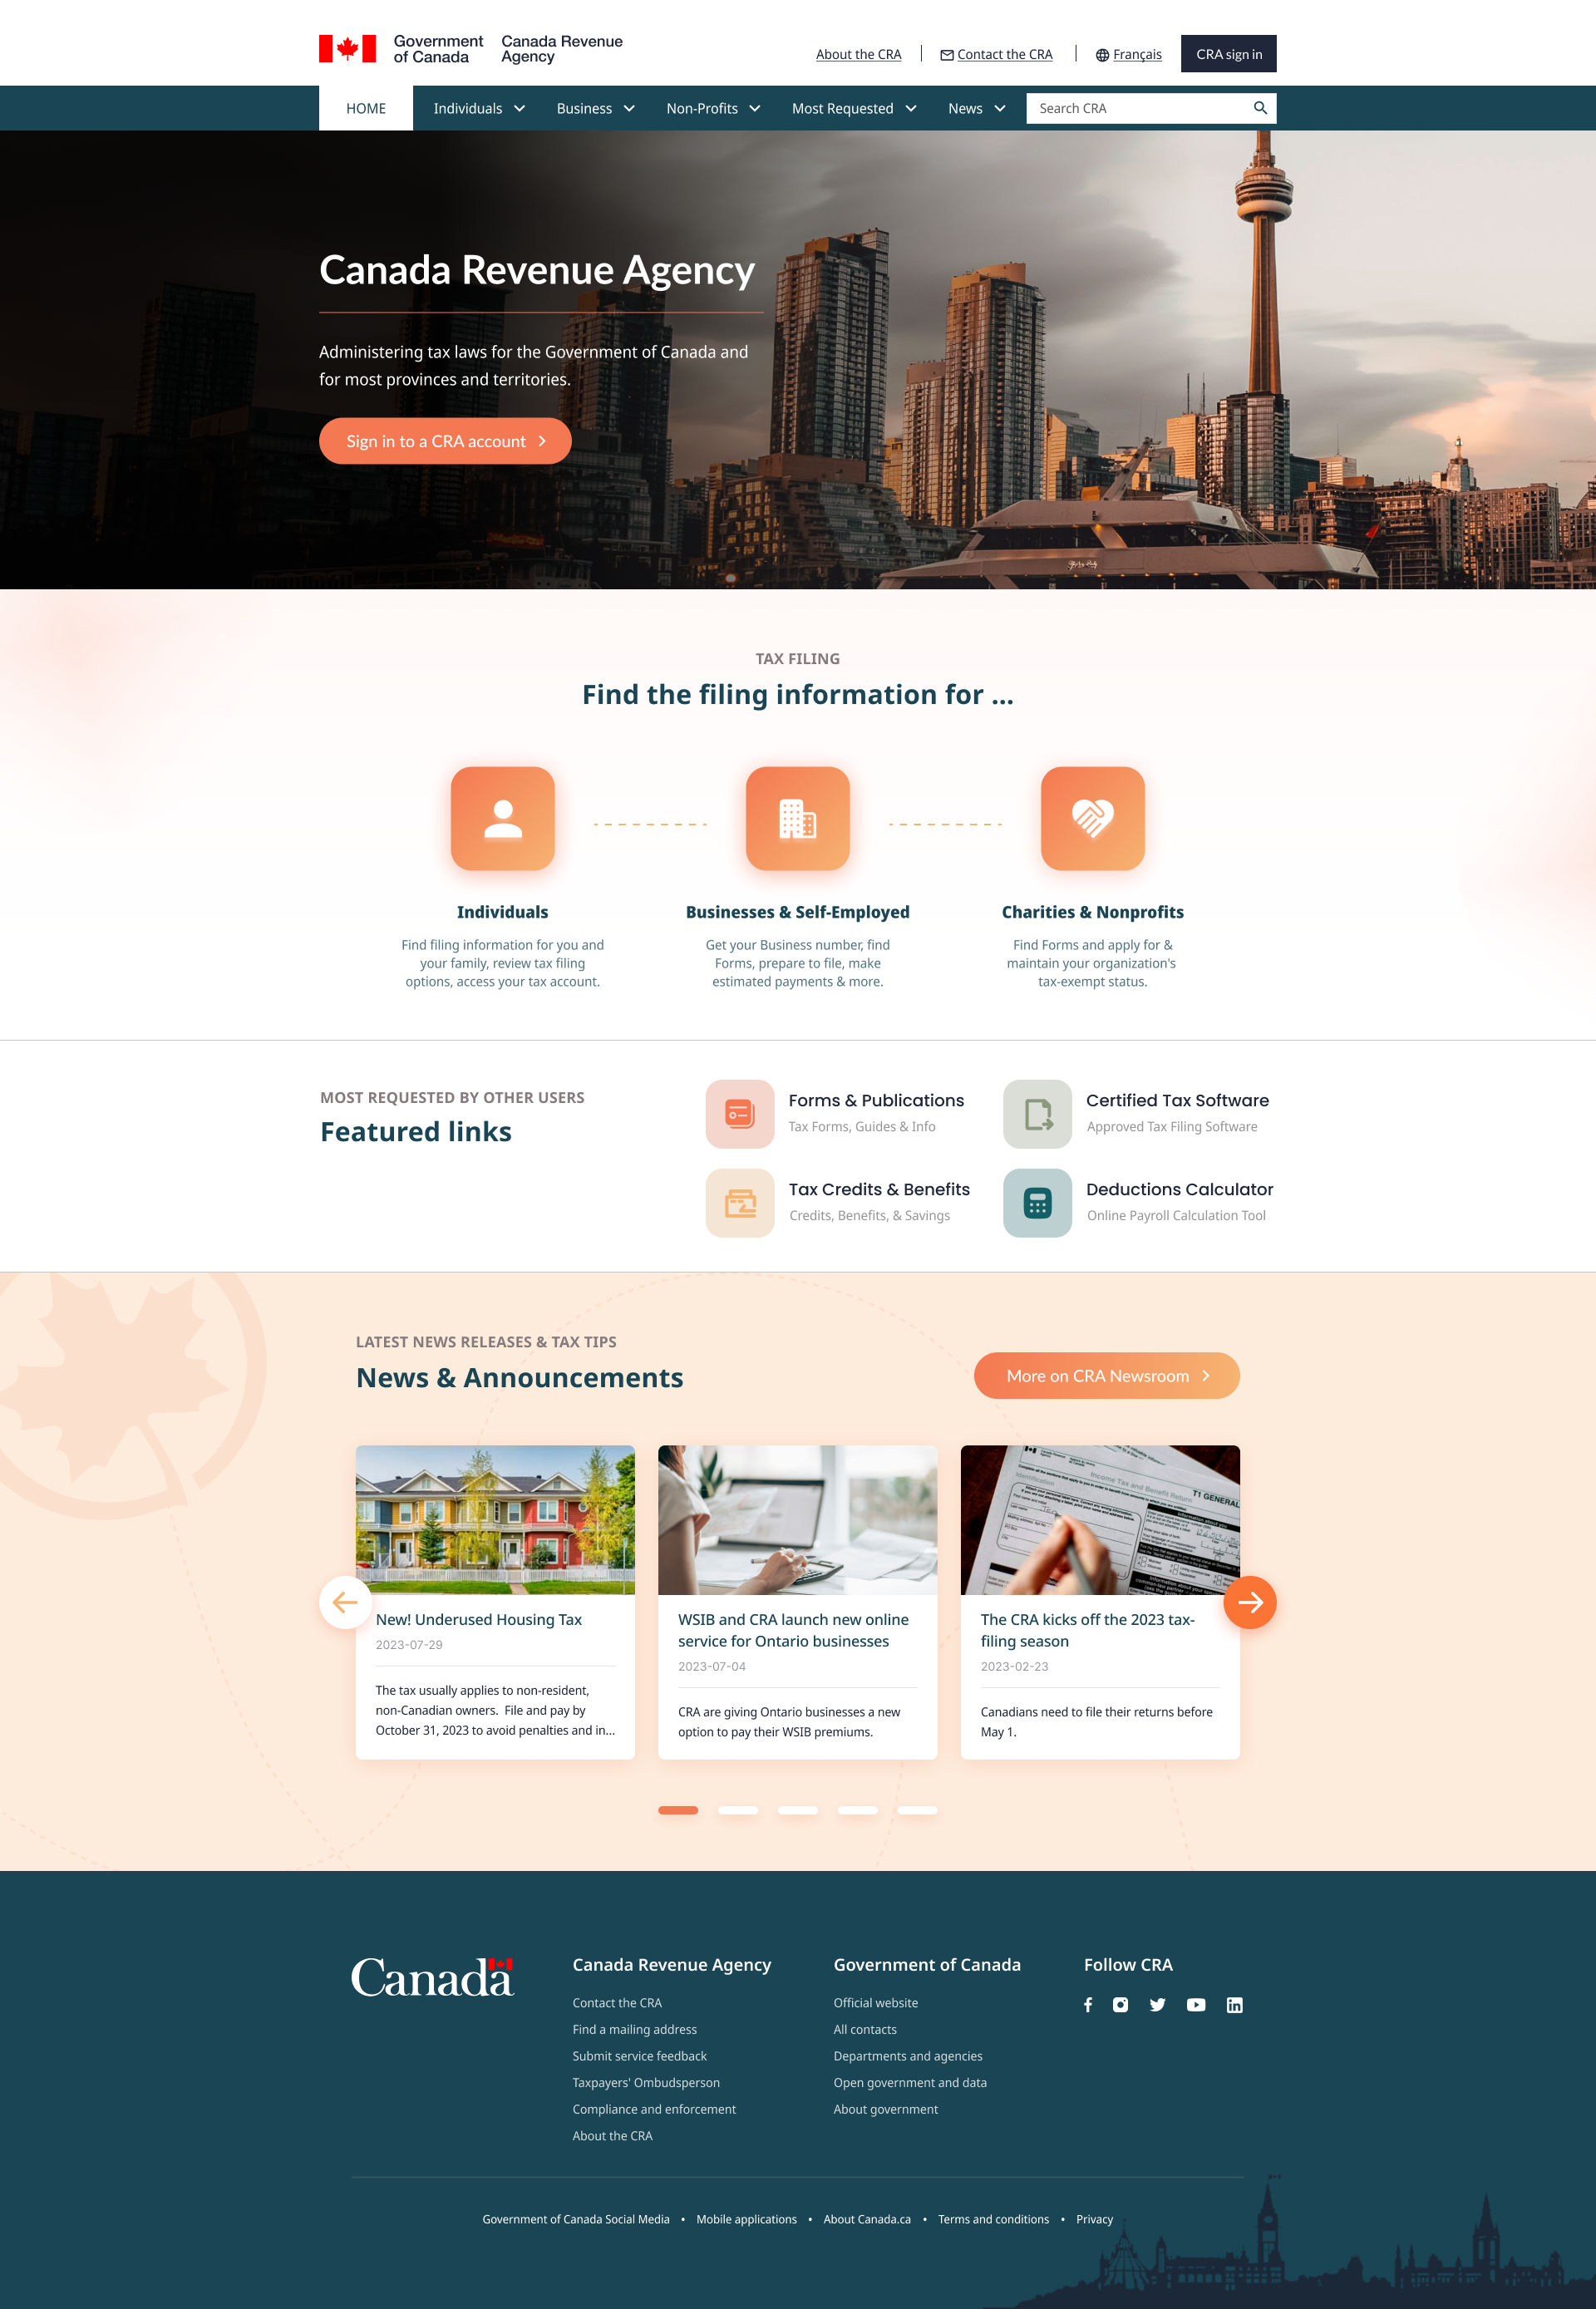 Government of Canada
Canada Revenue Agency
About the CRA
Contact the CRA
Français
CRA sign in
HOME
Individuals
Business
Non-Profits
Most Requested
News
Search CRA
Canada Revenue Agency
Administering tax laws for the Government of Canada and
for most provinces and territories.
Sign in to a CRA account
TAX FILING
Find the filing information for ...
Individuals
Find filing information for you and
your family, review tax filing
options, access your tax account.
Businesses & Self-Employed
Get your Business number, find
Forms, prepare to file, make
estimated payments & more.
Charities & Nonprofits
Find Forms and apply for &
maintain your organization's
tax-exempt status.
MOST REQUESTED BY OTHER USERS
Featured links
Forms & Publications
Tax Forms, Guides & Info
Certified Tax Software
Approved Tax Filing Software
Tax Credits & Benefits
Credits, Benefits, & Savings
Deductions Calculator
Online Payroll Calculation Tool
LATEST NEWS RELEASES & TAX TIPS
News & Announcements
More on CRA Newsroom
New! Underused Housing Tax
2023-07-29
The tax usually applies to non-resident,
non-Canadian owners. File and pay by
October 31, 2023 to avoid penalties and in...
WSIB and CRA launch new online
service for Ontario businesses
2023-07-04
CRA are giving Ontario businesses a new
option to pay their WSIB premiums.
Income Tax and Benefit Return
T1 GENERAL
Identification
The CRA kicks off the 2023 tax-
filing season
2023-02-23
Canadians need to file their returns before
May 1.
Canada
Canada Revenue Agency
Contact the CRA
Find a mailing address
Submit service feedback
Taxpayers' Ombudsperson
Compliance and enforcement
About the CRA
Government of Canada
Official website
All contacts
Departments and agencies
Open government and data
About government
Follow CRA
Government of Canada Social Media • Mobile applications • About Canada.ca • Terms and conditions • Privacy